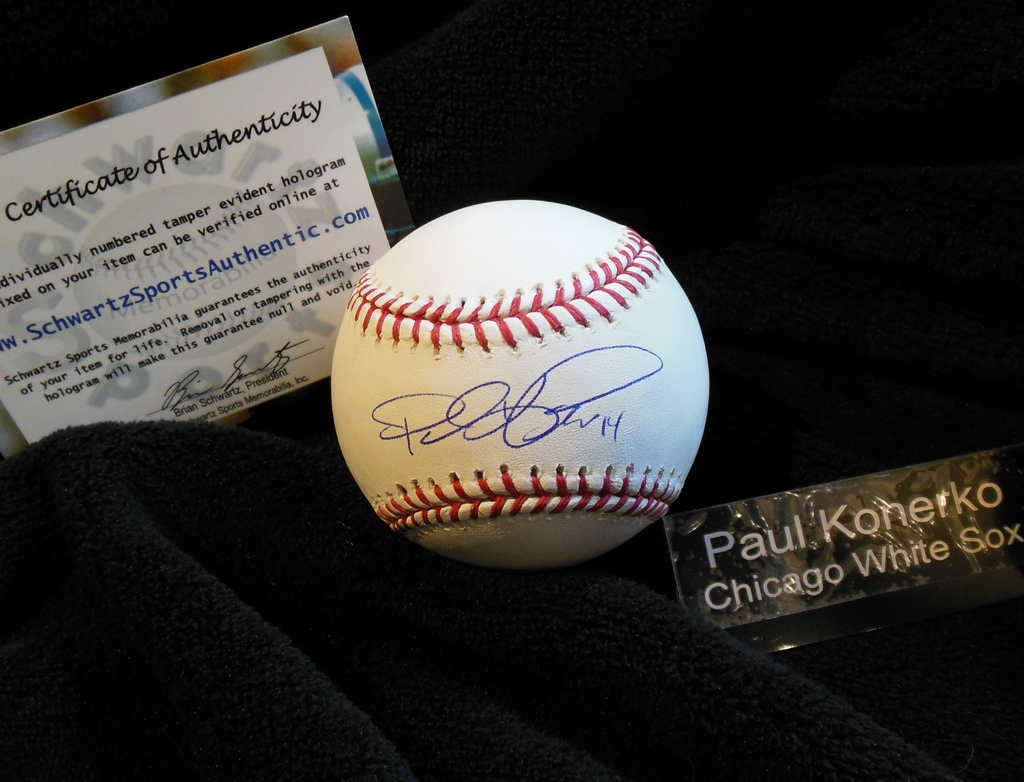 Certificate of Authenticity
dividually numbered tamper evident hologram
ixed on your item can be verified online at
w.SchwartzSportsAuthentic.com
Schwartz Sports Memorabilia guarantees the authenticity
of your item for life. Removal or tampering with the
hologram will make this guarantee null and void.
Brian Schwartz, President
wartz Sports Memorabilia, Inc.
14
Paul Konerko
Chicago White Sox